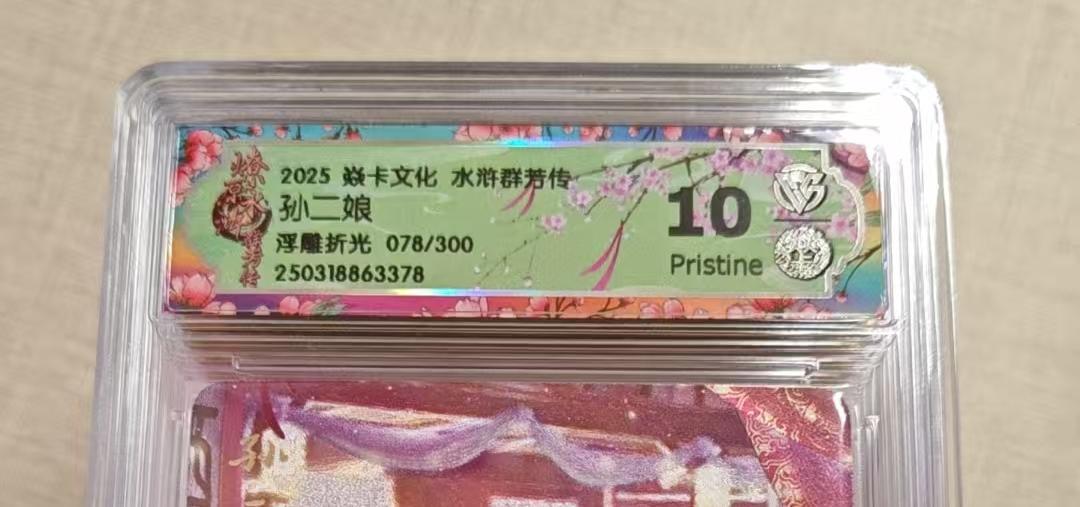 2025 焱卡文化 水浒群芳传
孙二娘
浮雕折光 078/300
250318863378
10
Pristine
孙